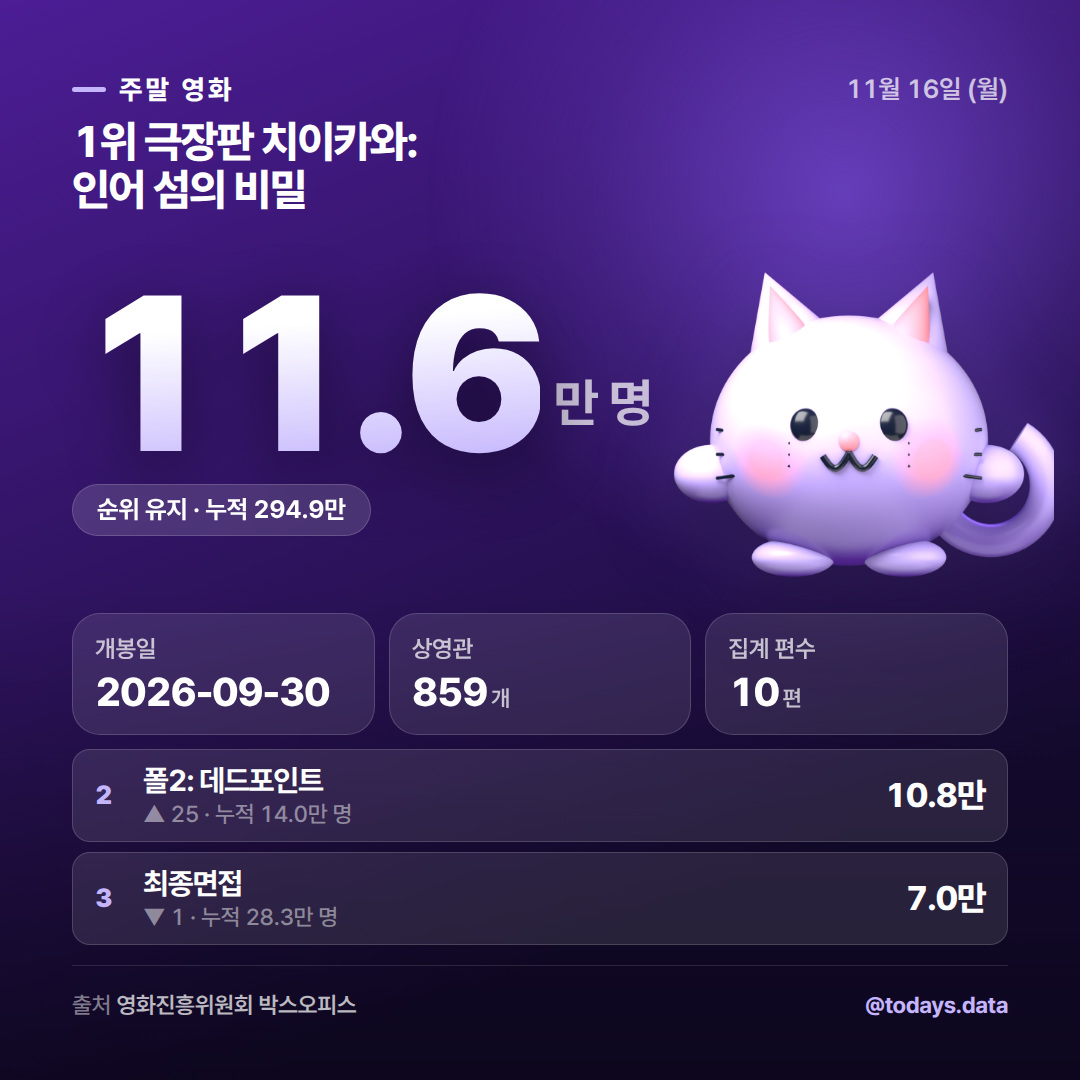 주말 영화
11월 16일 (월)
1위 극장판 치이카와:
인어 섬의 비밀
11.6만 명
순위 유지 · 누적 294.9만
개봉일
2026-09-30
상영관
859개
집계 편수
10편
2
폴2: 데드포인트
▲ 25 · 누적 14.0만 명
10.8만
3
최종면접
▼ 1 · 누적 28.3만 명
7.0만
출처 영화진흥위원회 박스오피스
@todays.data